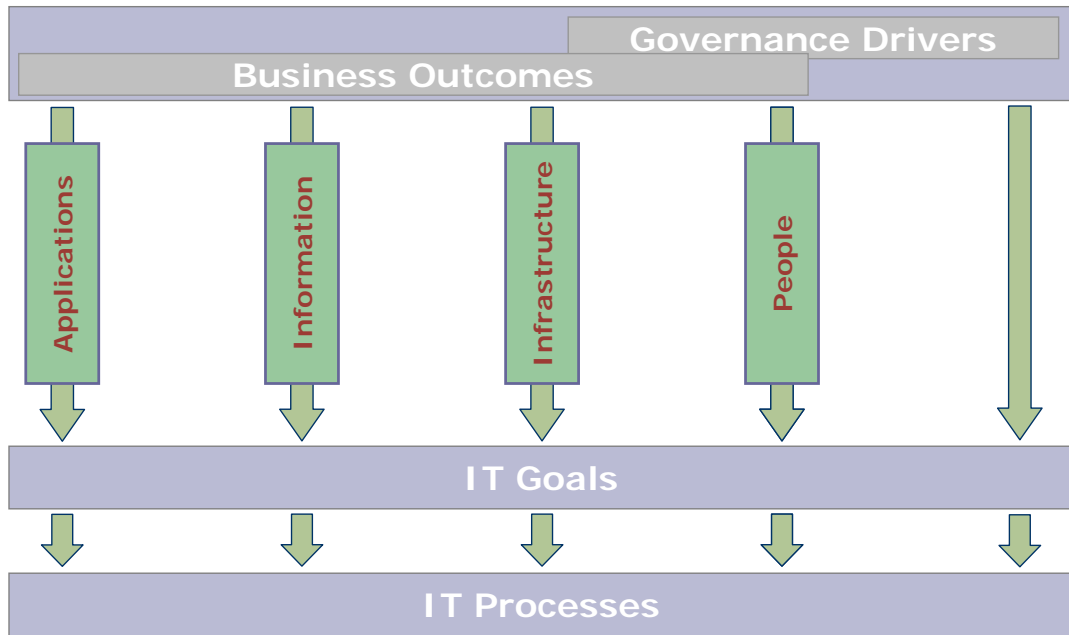 Governance Drivers
Business Outcomes
Applications
Information
Infrastructure
People
IT Goals
IT Processes